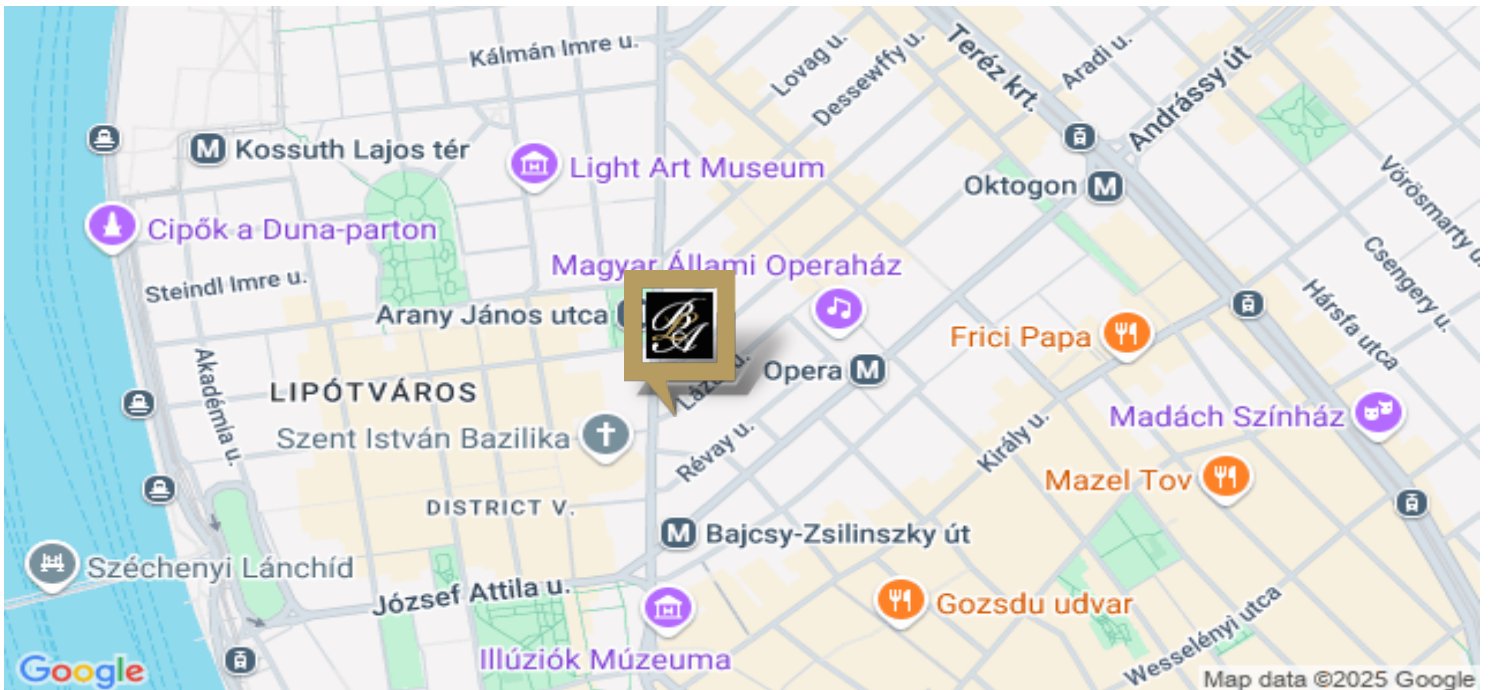 Kálmán Imre u.
Lovag u.
Dessewffy u.
Teréz krt.
Aradi u.
Andrássy út
M Kossuth Lajos tér
Light Art Museum
Oktogon M
Vörösmarty u.
Cipők a Duna-parton
Csengery u.
Steindl Imre u.
Magyar Állami Operaház
Hársfa utca
Arany János utca
Frici Papa
Akadémia u.
Opera M
LIPÓTVÁROS
Madách Színház
Szent István Bazilika
Révay u.
Király u.
Mazel Tov
DISTRICT V.
M Bajcsy-Zsilinszky út
Széchenyi Lánchíd
József Attila u.
Gozsdu udvar
Wesselényi utca
Illúziók Múzeuma
Google
Map data ©2025 Google